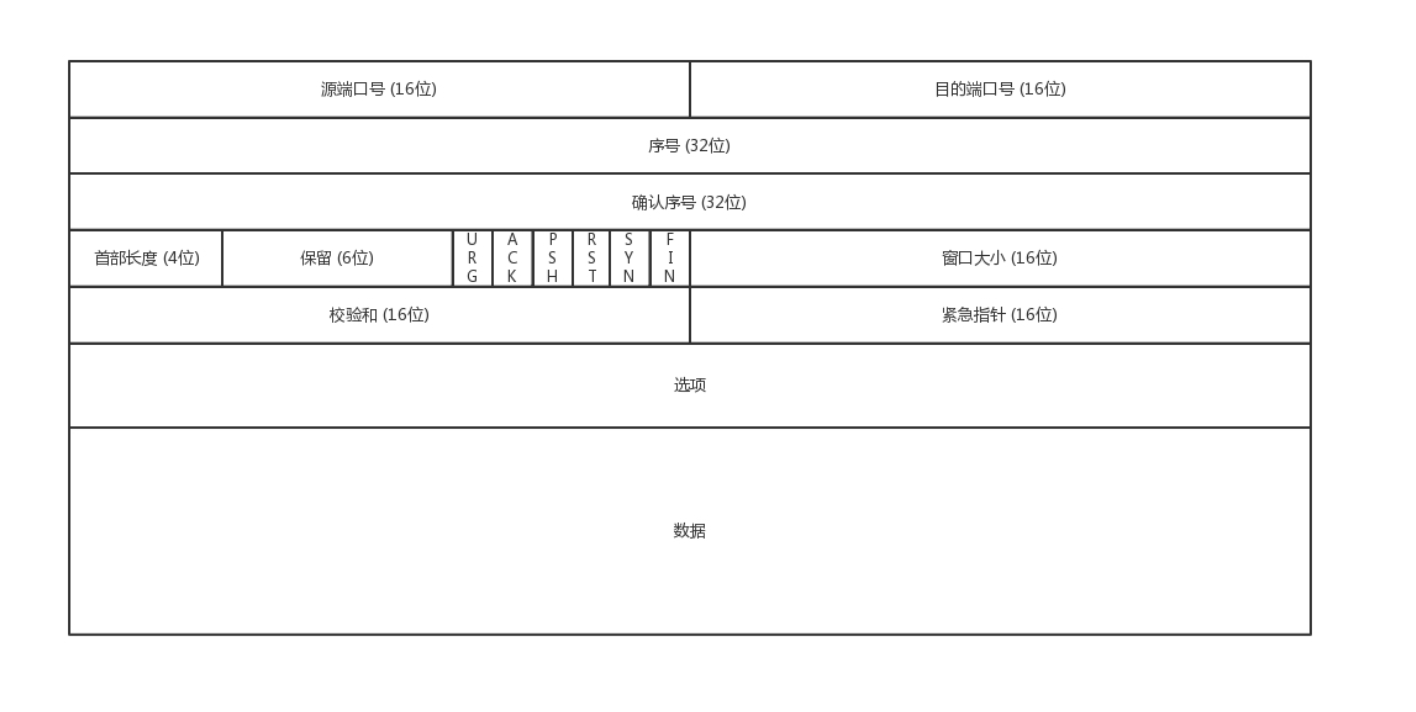 源端口号 (16位)
目的端口号 (16位)
序号 (32位)
确认序号 (32位)
首部长度 (4位)
保留 (6位)
URG
ACK
PSH
RST
SYN
FIN
窗口大小 (16位)
校验和 (16位)
紧急指针 (16位)
选项
数据